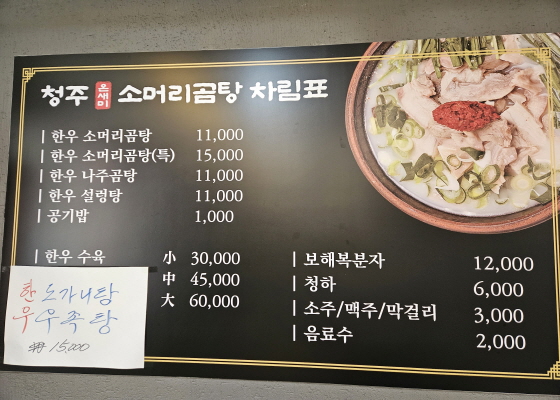 청주 온새미 소머리곰탕 차림표
| 한우 소머리곰탕 11,000
| 한우 소머리곰탕(특) 15,000
| 한우 나주곰탕 11,000
| 한우 설렁탕 11,000
| 공기밥 1,000
한우 수육 小 30,000
中 45,000
大 60,000
한우 도가니탕
우족탕
15,000
| 보해복분자 12,000
| 청하 6,000
| 소주/맥주/막걸리 3,000
| 음료수 2,000